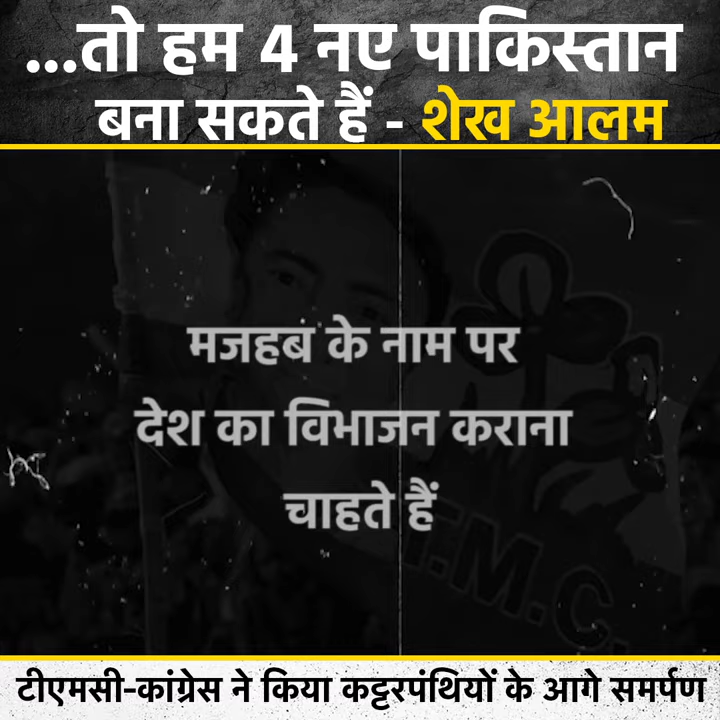 ...तो हम 4 नए पाकिस्तान
बना सकते हैं - शेख आलम
मजहब के नाम पर
देश का विभाजन कराना
चाहते हैं
T.M.C.
टीएमसी-कांग्रेस ने किया कट्टरपंथियों के आगे समर्पण